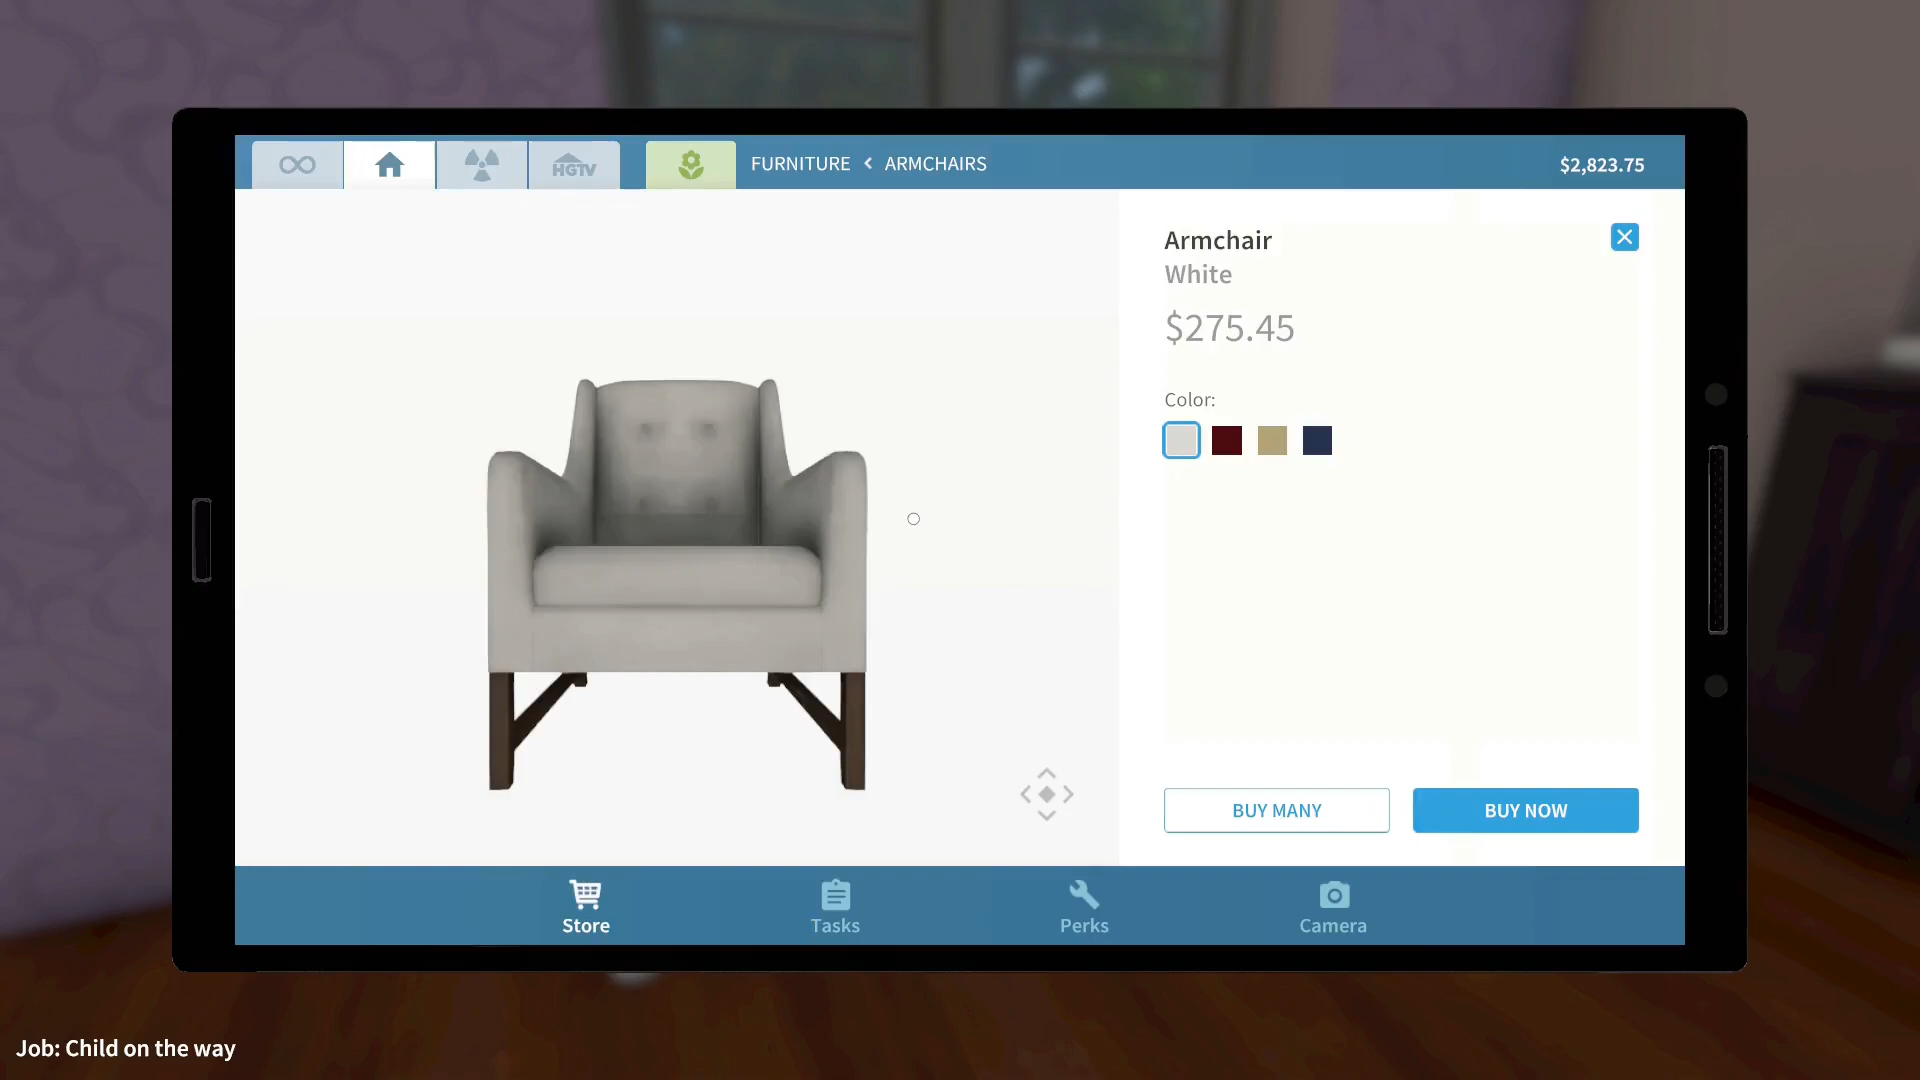 HGTV
FURNITURE < ARMCHAIRS
$2,823.75
Armchair
White
$275.45
Color:
BUY MANY
BUY NOW
Store
Tasks
Perks
Camera
Job: Child on the way